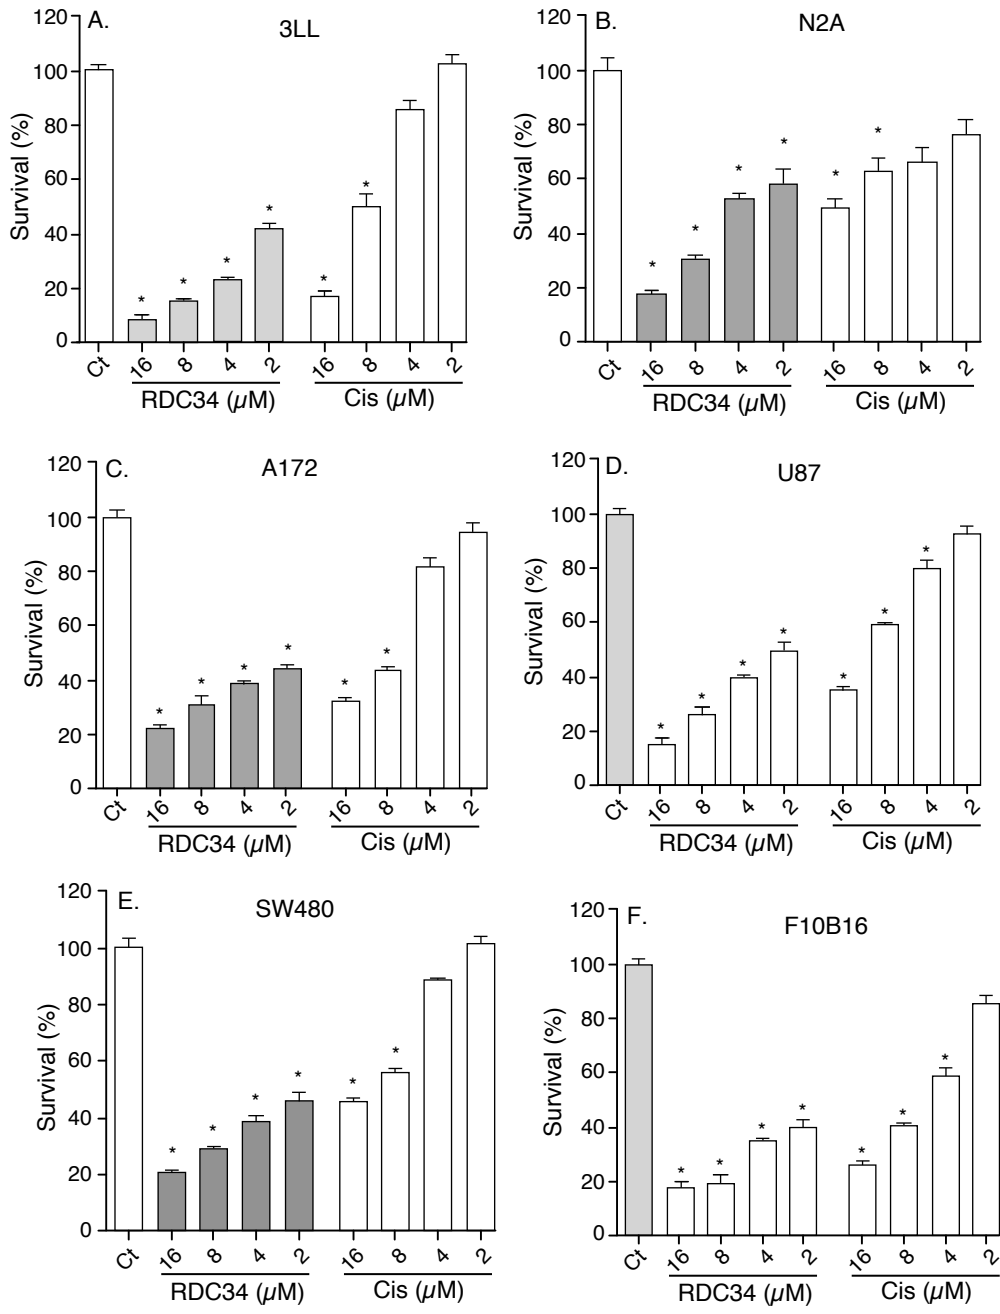 A.
3LL
120
100
80
60
40
20
0
Survival (%)
* * * * * *
Ct 16 8 4 2 16 8 4 2
RDC34 (µM) Cis (µM)
B.
N2A
120
100
80
60
40
20
0
Survival (%)
* * * * * *
Ct 16 8 4 2 16 8 4 2
RDC34 (µM) Cis (µM)
C.
A172
120
100
80
60
40
20
0
Survival (%)
* * * * * *
Ct 16 8 4 2 16 8 4 2
RDC34 (µM) Cis (µM)
D.
U87
120
100
80
60
40
20
0
Survival (%)
* * * * * * *
Ct 16 8 4 2 16 8 4 2
RDC34 (µM) Cis (µM)
E.
SW480
120
100
80
60
40
20
0
Survival (%)
* * * * * *
Ct 16 8 4 2 16 8 4 2
RDC34 (µM) Cis (µM)
F.
F10B16
120
100
80
60
40
20
0
Survival (%)
* * * * * * *
Ct 16 8 4 2 16 8 4 2
RDC34 (µM) Cis (µM)